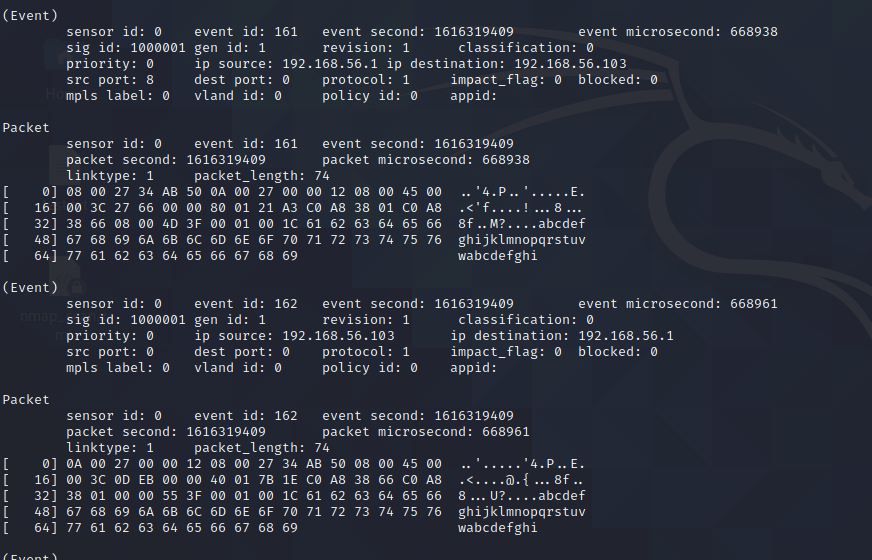 (Event)
sensor id: 0 event id: 161 event second: 1616319409 event microsecond: 668938
sig id: 1000001 gen id: 1 revision: 1 classification: 0
priority: 0 ip source: 192.168.56.1 ip destination: 192.168.56.103
src port: 8 dest port: 0 protocol: 1 impact_flag: 0 blocked: 0
mpls label: 0 vland id: 0 policy id: 0 appid:
Packet
sensor id: 0 event id: 161 event second: 1616319409
packet second: 1616319409 packet microsecond: 668938
linktype: 1 packet_length: 74
[ 0] 08 00 27 34 AB 50 0A 00 27 00 00 12 08 00 45 00 ..'4.P..'.....E.
[ 16] 00 3C 27 66 00 00 80 01 21 A3 C0 A8 38 01 C0 A8 .<'f....!...8...
[ 32] 38 66 08 00 4D 3F 00 01 00 1C 61 62 63 64 65 66 8f..M?....abcdef
[ 48] 67 68 69 6A 6B 6C 6D 6E 6F 70 71 72 73 74 75 76 ghijklmnopqrstuv
[ 64] 77 61 62 63 64 65 66 67 68 69 wabcdefghi
(Event)
sensor id: 0 event id: 162 event second: 1616319409 event microsecond: 668961
sig id: 1000001 gen id: 1 revision: 1 classification: 0
priority: 0 ip source: 192.168.56.103 ip destination: 192.168.56.1
src port: 0 dest port: 0 protocol: 1 impact_flag: 0 blocked: 0
mpls label: 0 vland id: 0 policy id: 0 appid:
Packet
sensor id: 0 event id: 162 event second: 1616319409
packet second: 1616319409 packet microsecond: 668961
linktype: 1 packet_length: 74
[ 0] 0A 00 27 00 00 12 08 00 27 34 AB 50 08 00 45 00 ..'.....'4.P..E.
[ 16] 00 3C 0D EB 00 00 40 01 7B 1E C0 A8 38 66 C0 A8 .<....@.{...8f..
[ 32] 38 01 00 00 55 3F 00 01 00 1C 61 62 63 64 65 66 8...U?....abcdef
[ 48] 67 68 69 6A 6B 6C 6D 6E 6F 70 71 72 73 74 75 76 ghijklmnopqrstuv
[ 64] 77 61 62 63 64 65 66 67 68 69 wabcdefghi
(Event)